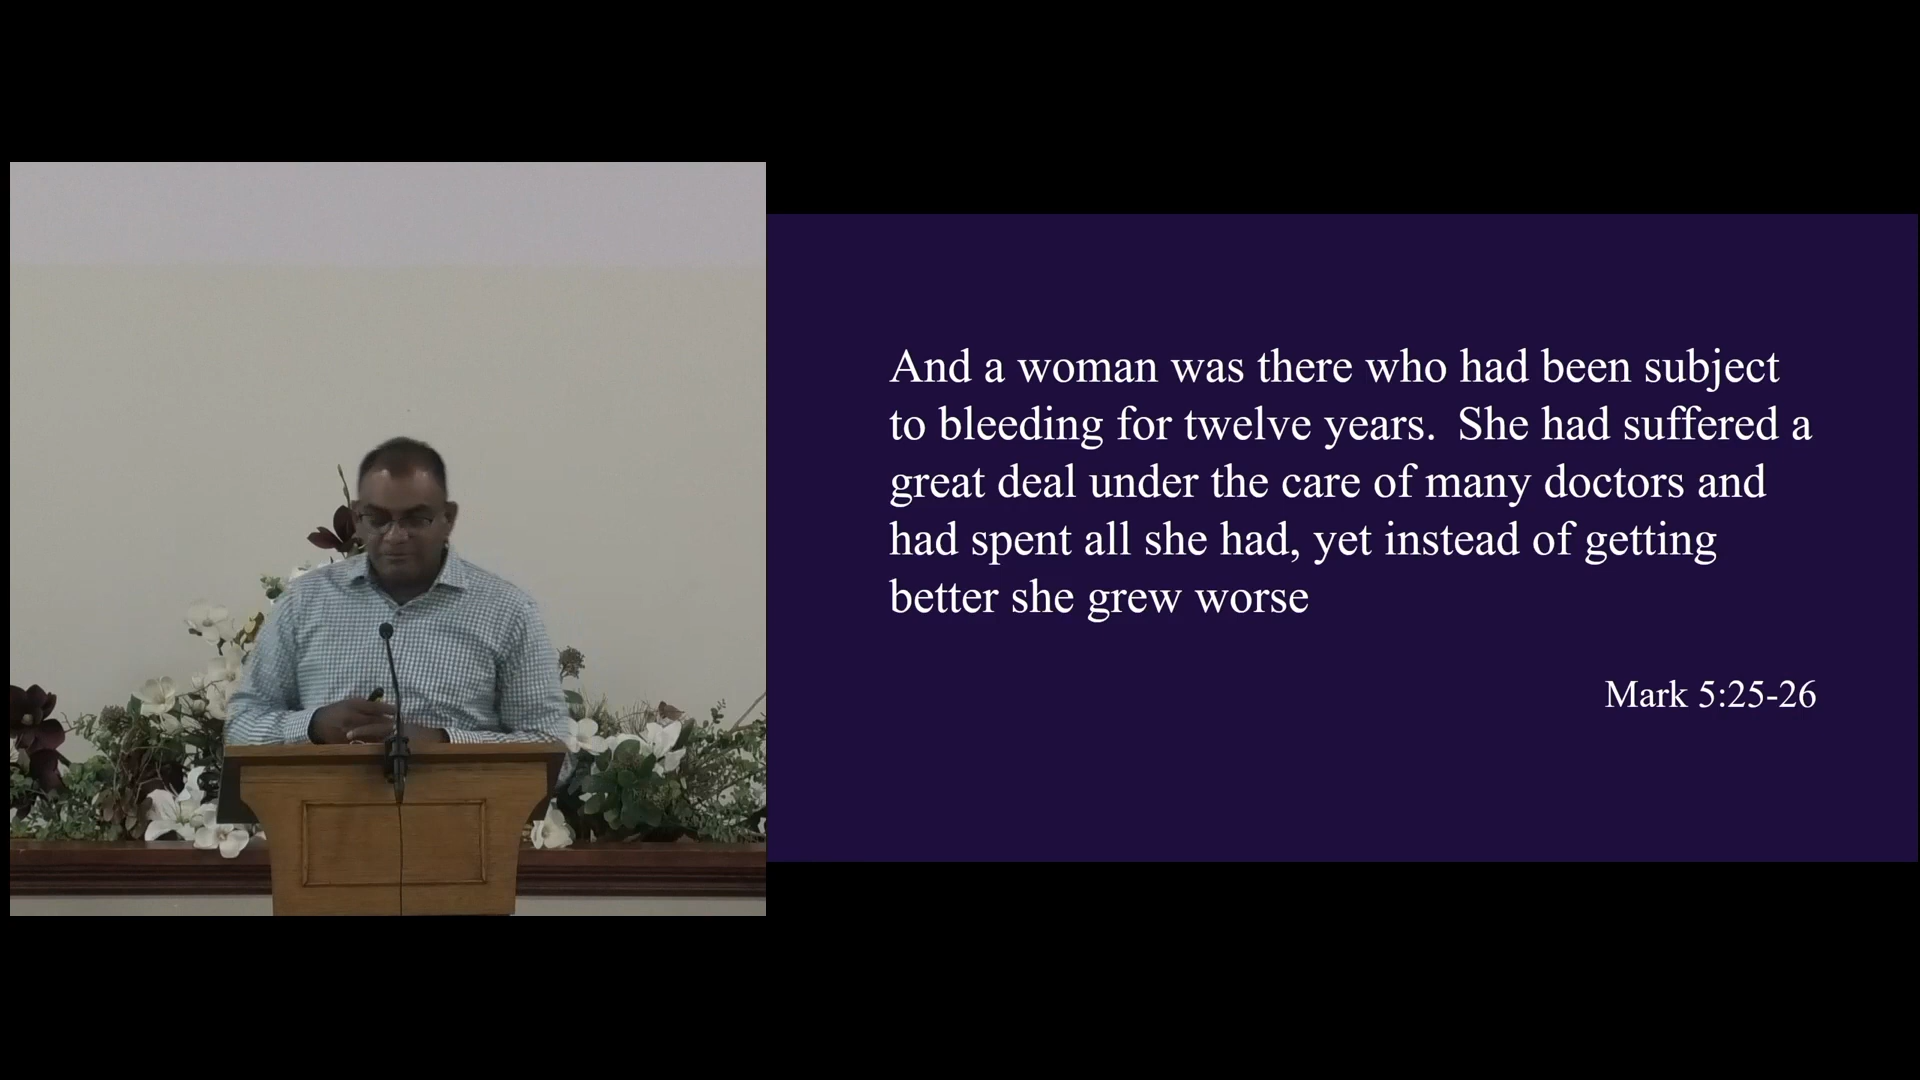 And a woman was there who had been subject
to bleeding for twelve years.  She had suffered a
great deal under the care of many doctors and
had spent all she had, yet instead of getting
better she grew worse
Mark 5:25-26